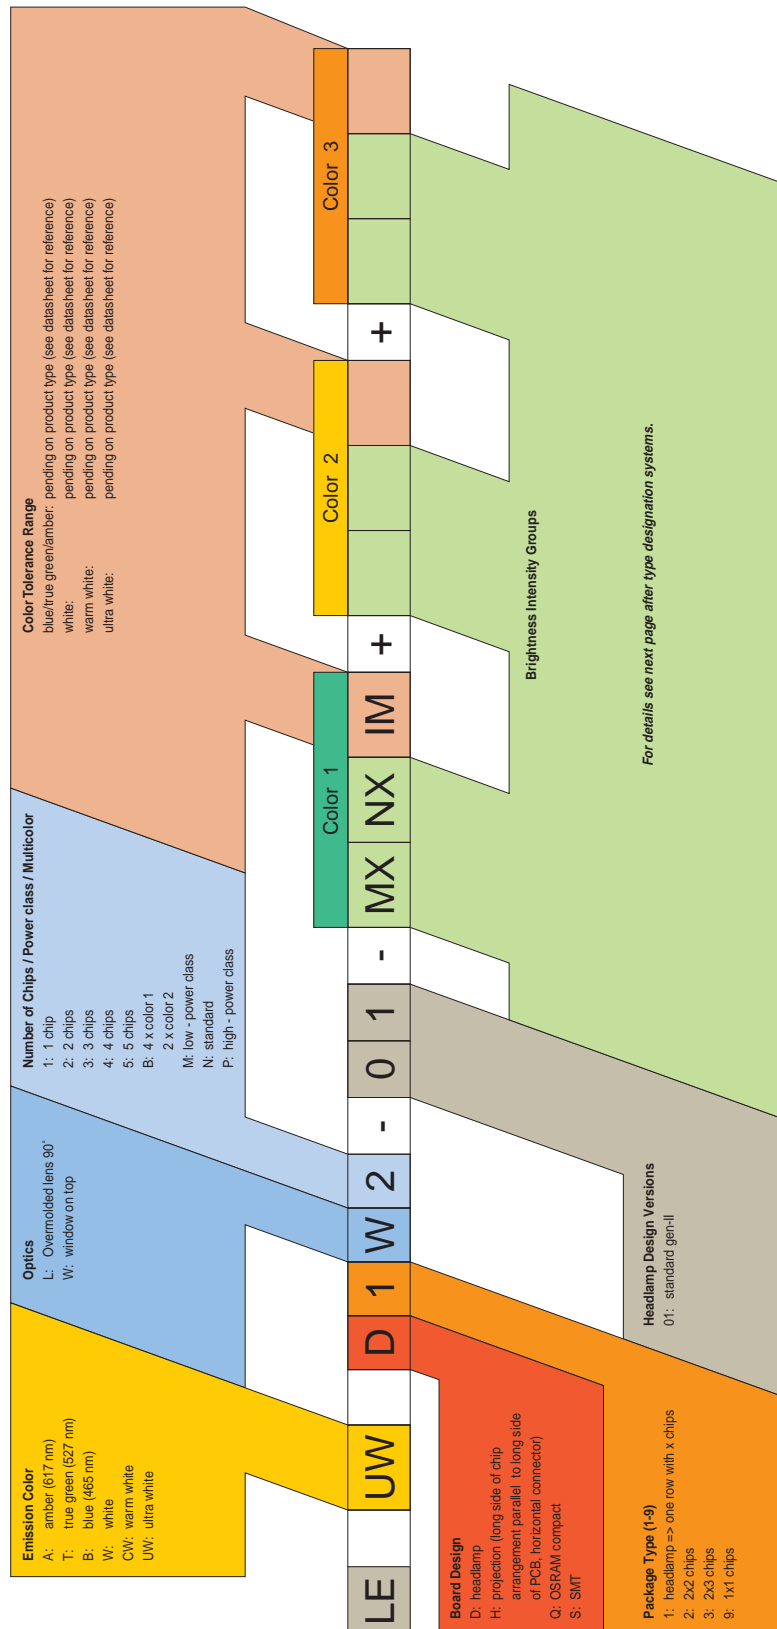 Emission Color
A: amber (617 nm)
T: true green (527 nm)
B: blue (465 nm)
W: white
CW: warm white
UW: ultra white
Optics
L: Overmolded lens 90°
W: window on top
Number of Chips / Power class / Multicolor
1: 1 chip
2: 2 chips
3: 3 chips
4: 4 chips
5: 5 chips
B: 4 x color 1
2 x color 2
M: low - power class
N: standard
P: high - power class
Color Tolerance Range
blue/true green/amber: pending on product type (see datasheet for reference)
white: pending on product type (see datasheet for reference)
warm white: pending on product type (see datasheet for reference)
ultra white: pending on product type (see datasheet for reference)
Color 1
Color 2
Color 3
LE UW D 1 W 2 - 0 1 - MX NX IM + +
Board Design
D: headlamp
H: projection (long side of chip
arrangement parallel to long side
of PCB, horizontal connector)
Q: OSRAM compact
S: SMT
Package Type (1-9)
1: headlamp => one row with x chips
2: 2x2 chips
3: 2x3 chips
9: 1x1 chips
Headlamp Design Versions
01: standard gen-II
Brightness Intensity Groups
For details see next page after type designation systems.